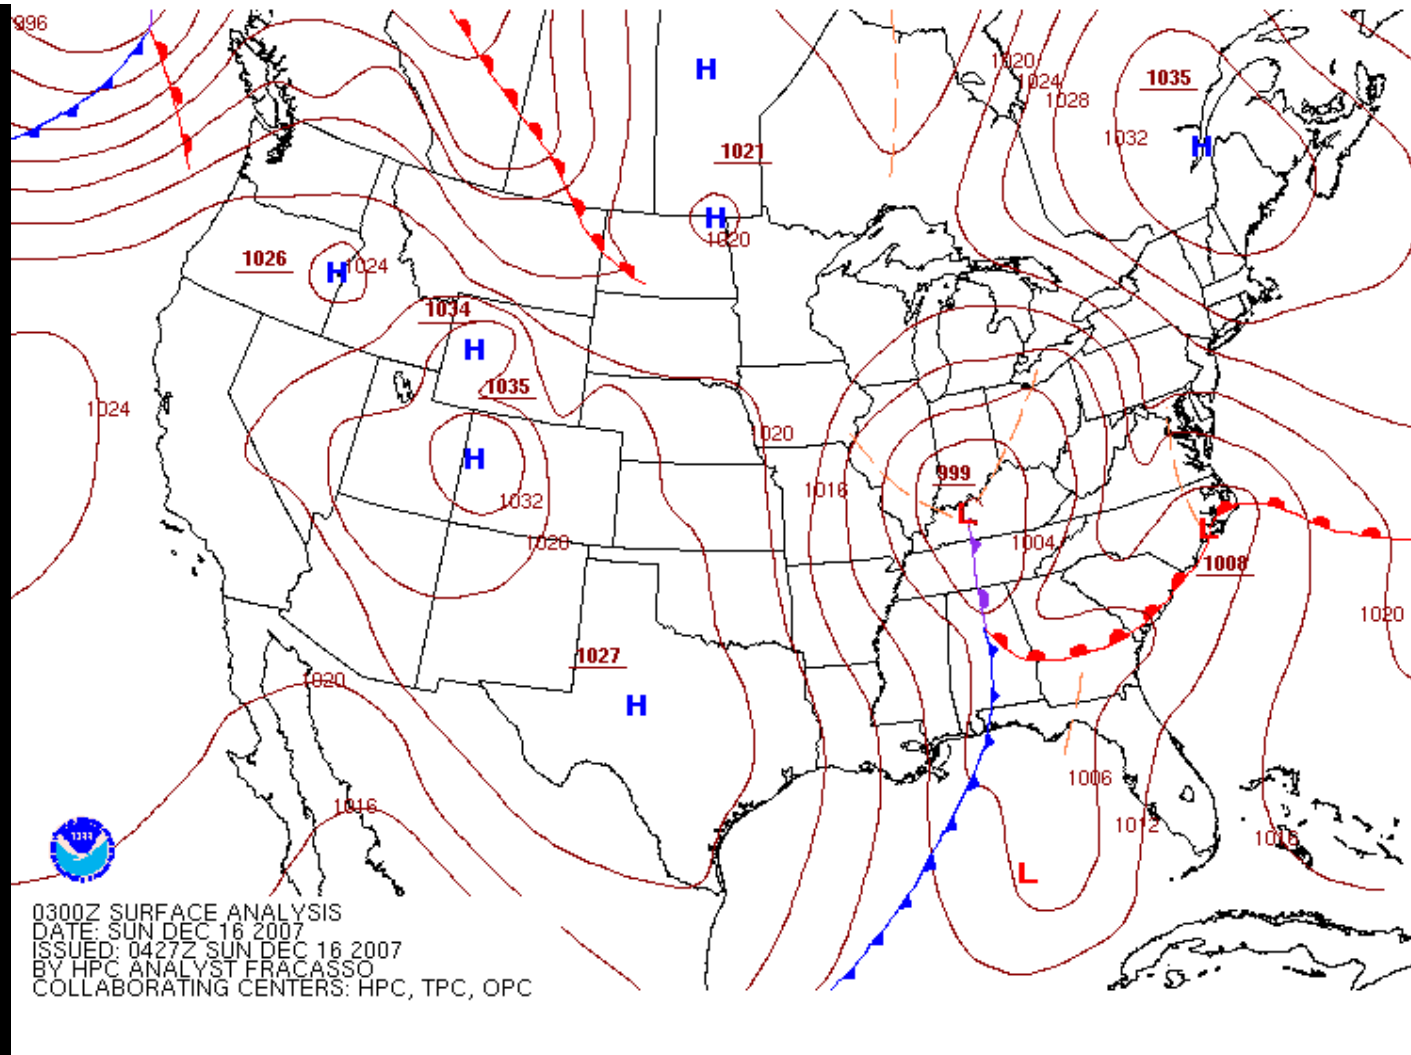 996
1020
1024
1028
1035
H
1032
H
1021
H
1020
1026
H
1024
1034
H
1035
1024
H
1032
1028
1020
1016
999
L
1004
L
1008
1020
1027
H
1020
1016
1006
1012
1016
L
0300Z SURFACE ANALYSIS
DATE: SUN DEC 16 2007
ISSUED: 0427Z SUN DEC 16 2007
BY HPC ANALYST FRACASSO
COLLABORATING CENTERS: HPC, TPC, OPC